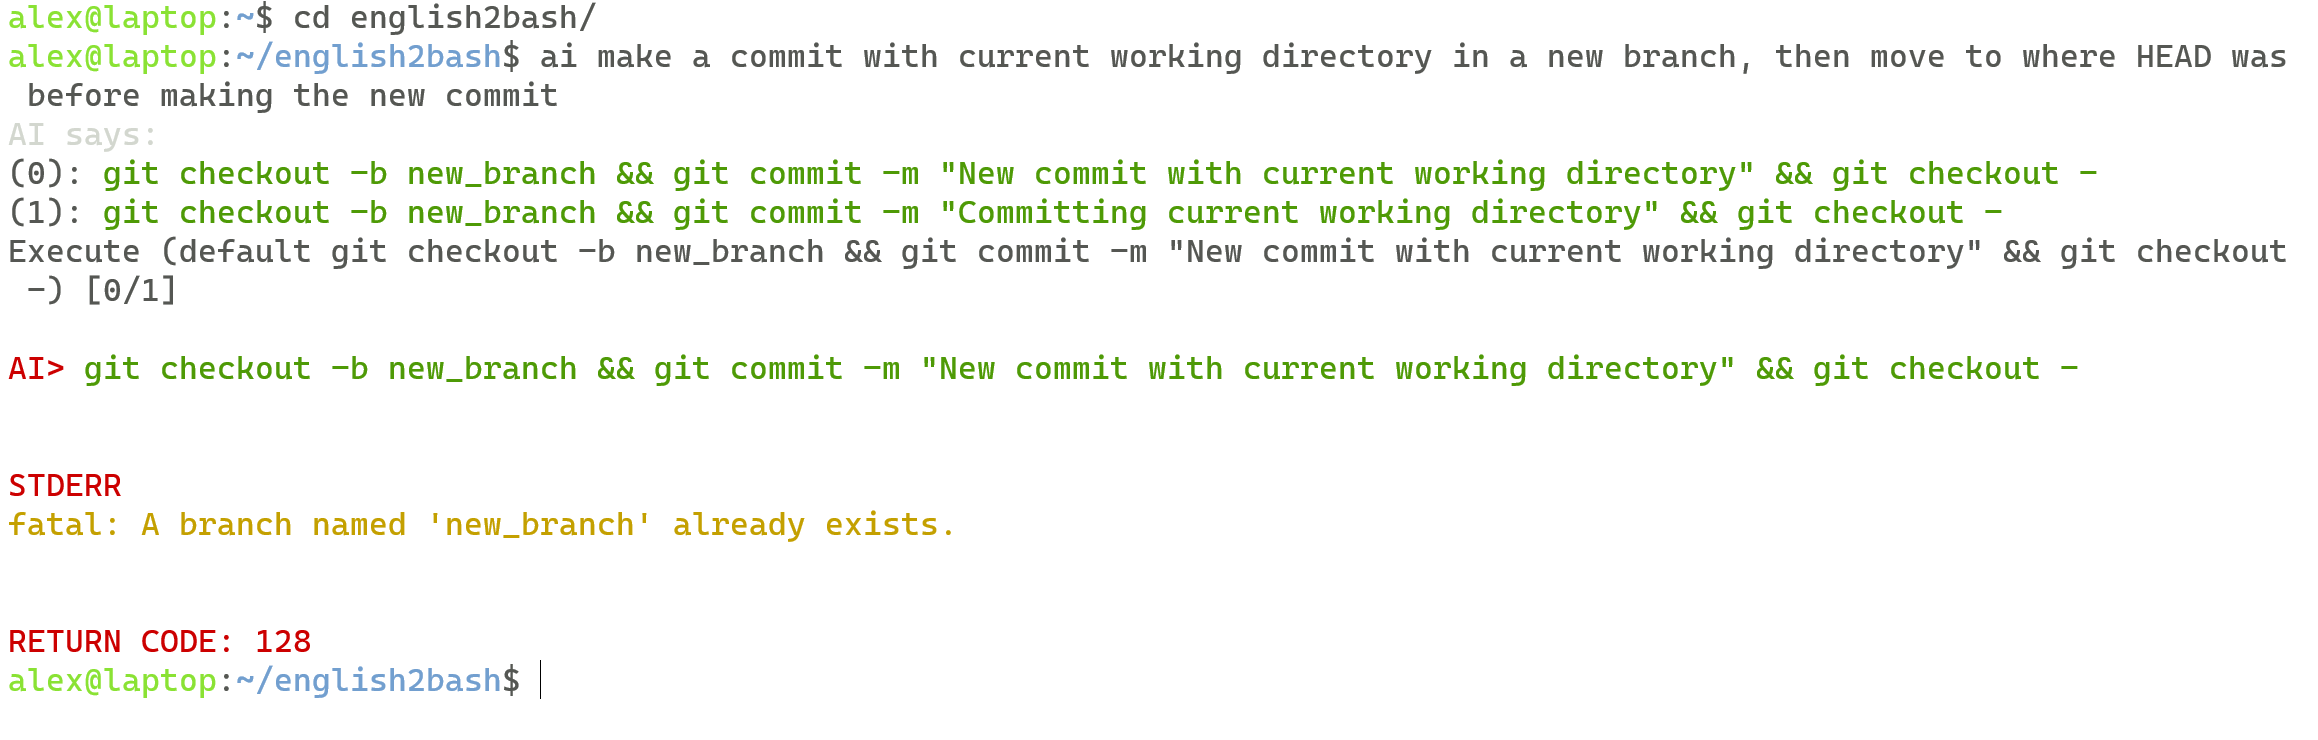 alex@laptop:~$ cd english2bash/
alex@laptop:~/english2bash$ ai make a commit with current working directory in a new branch, then move to where HEAD was
 before making the new commit
AI says:
(0): git checkout -b new_branch && git commit -m "New commit with current working directory" && git checkout -
(1): git checkout -b new_branch && git commit -m "Committing current working directory" && git checkout -
Execute (default git checkout -b new_branch && git commit -m "New commit with current working directory" && git checkout
 -) [0/1]
AI> git checkout -b new_branch && git commit -m "New commit with current working directory" && git checkout -
STDERR
fatal: A branch named 'new_branch' already exists.
RETURN CODE: 128
alex@laptop:~/english2bash$